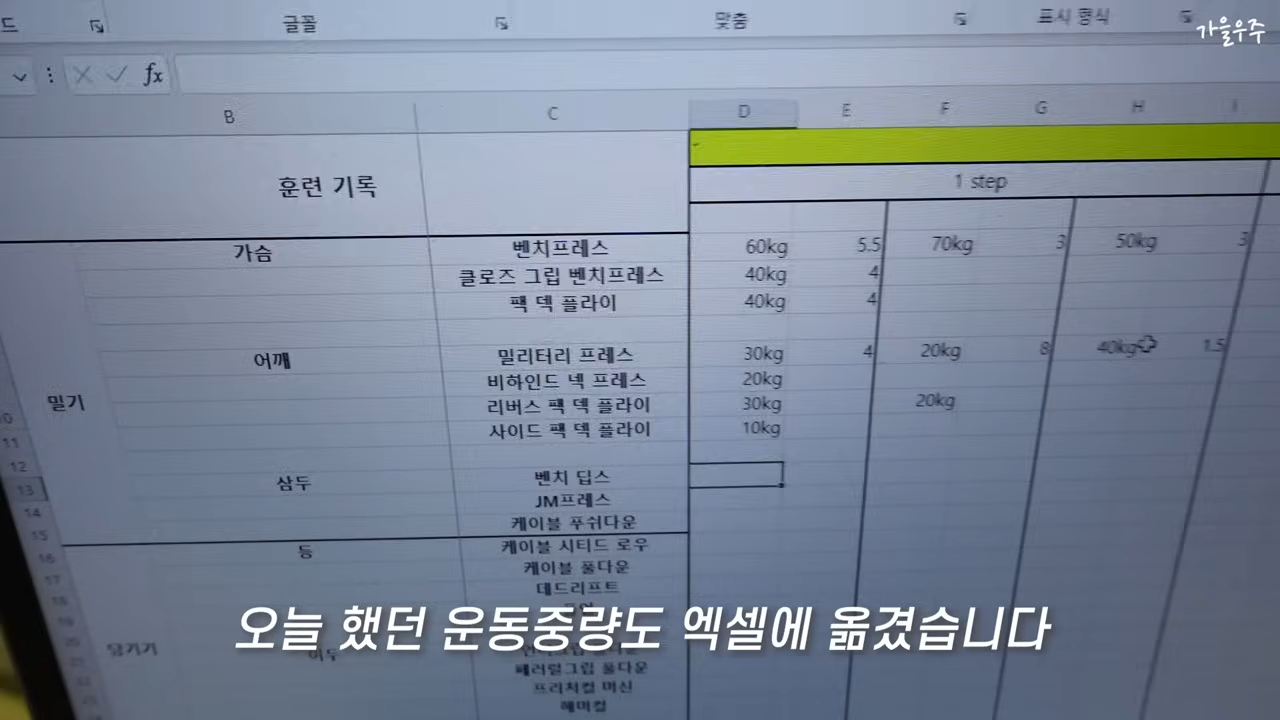 드 글꼴 맞춤 표시 형식
가을우주
fx
B C D E F G H I
훈련 기록
1 step
가슴 벤치프레스 60kg 5.5 70kg 3 50kg 3
클로즈 그립 벤치프레스 40kg 4
팩 덱 플라이 40kg 4
어깨 밀리터리 프레스 30kg 4 20kg 8 40kg 1.5
비하인드 넥 프레스 20kg
밀기
리버스 팩 덱 플라이 30kg 20kg
11 사이드 팩 덱 플라이 10kg
12
13 삼두 벤치 딥스
14 JM프레스
15 케이블 푸쉬다운
16 등 케이블 시티드 로우
17 케이블 풀다운
18 데드리프트
오늘 했던 운동중량도 엑셀에 옮겼습니다
당기기
패러럴그립 풀다운
프리처컬 머신
해머컬